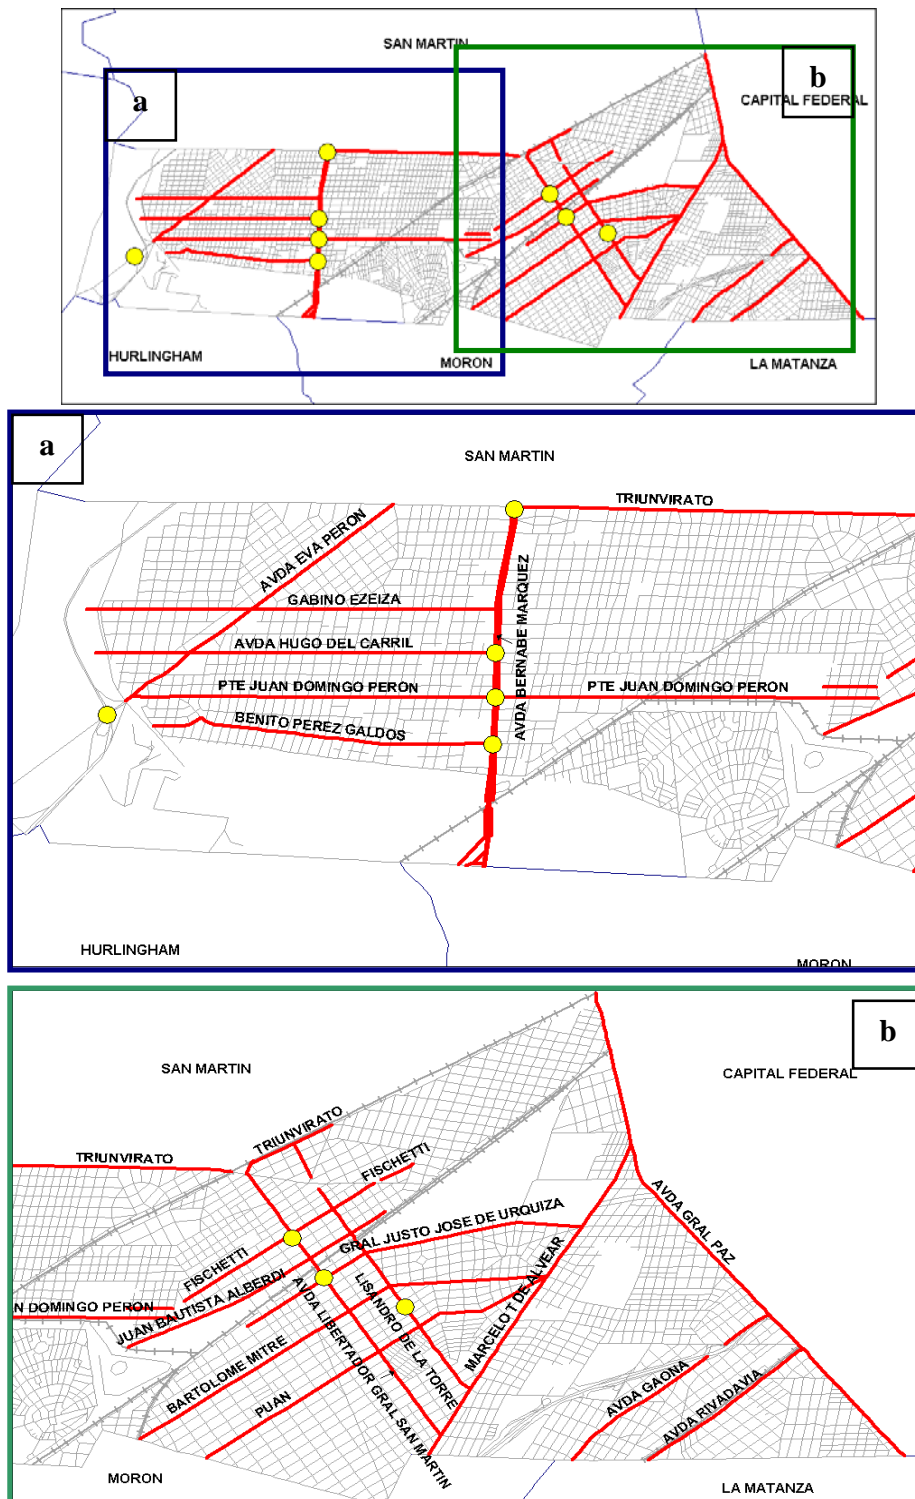 SAN MARTIN
a
b
CAPITAL FEDERAL
HURLINGHAM
MORON
LA MATANZA
a
SAN MARTIN
TRIUNVIRATO
AVDA EVA PERON
GABINO EZEIZA
AVDA BERNABE MARQUEZ
AVDA HUGO DEL CARRIL
PTE JUAN DOMINGO PERON
PTE JUAN DOMINGO PERON
BENITO PEREZ GALDOS
HURLINGHAM
MORON
b
SAN MARTIN
CAPITAL FEDERAL
TRIUNVIRATO
TRIUNVIRATO
FISCHETTI
AVDA GRAL PAZ
GRAL JUSTO JOSE DE URQUIZA
FISCHETTI
MARCELO T DE ALVEAR
LISANDRO DE LA TORRE
AVDA LIBERTADOR GRAL SAN MARTIN
N DOMINGO PERON
JUAN BAUTISTA ALBERDI
BARTOLOME MITRE
PUAN
AVDA GAONA
AVDA RIVADAVIA
MORON
LA MATANZA